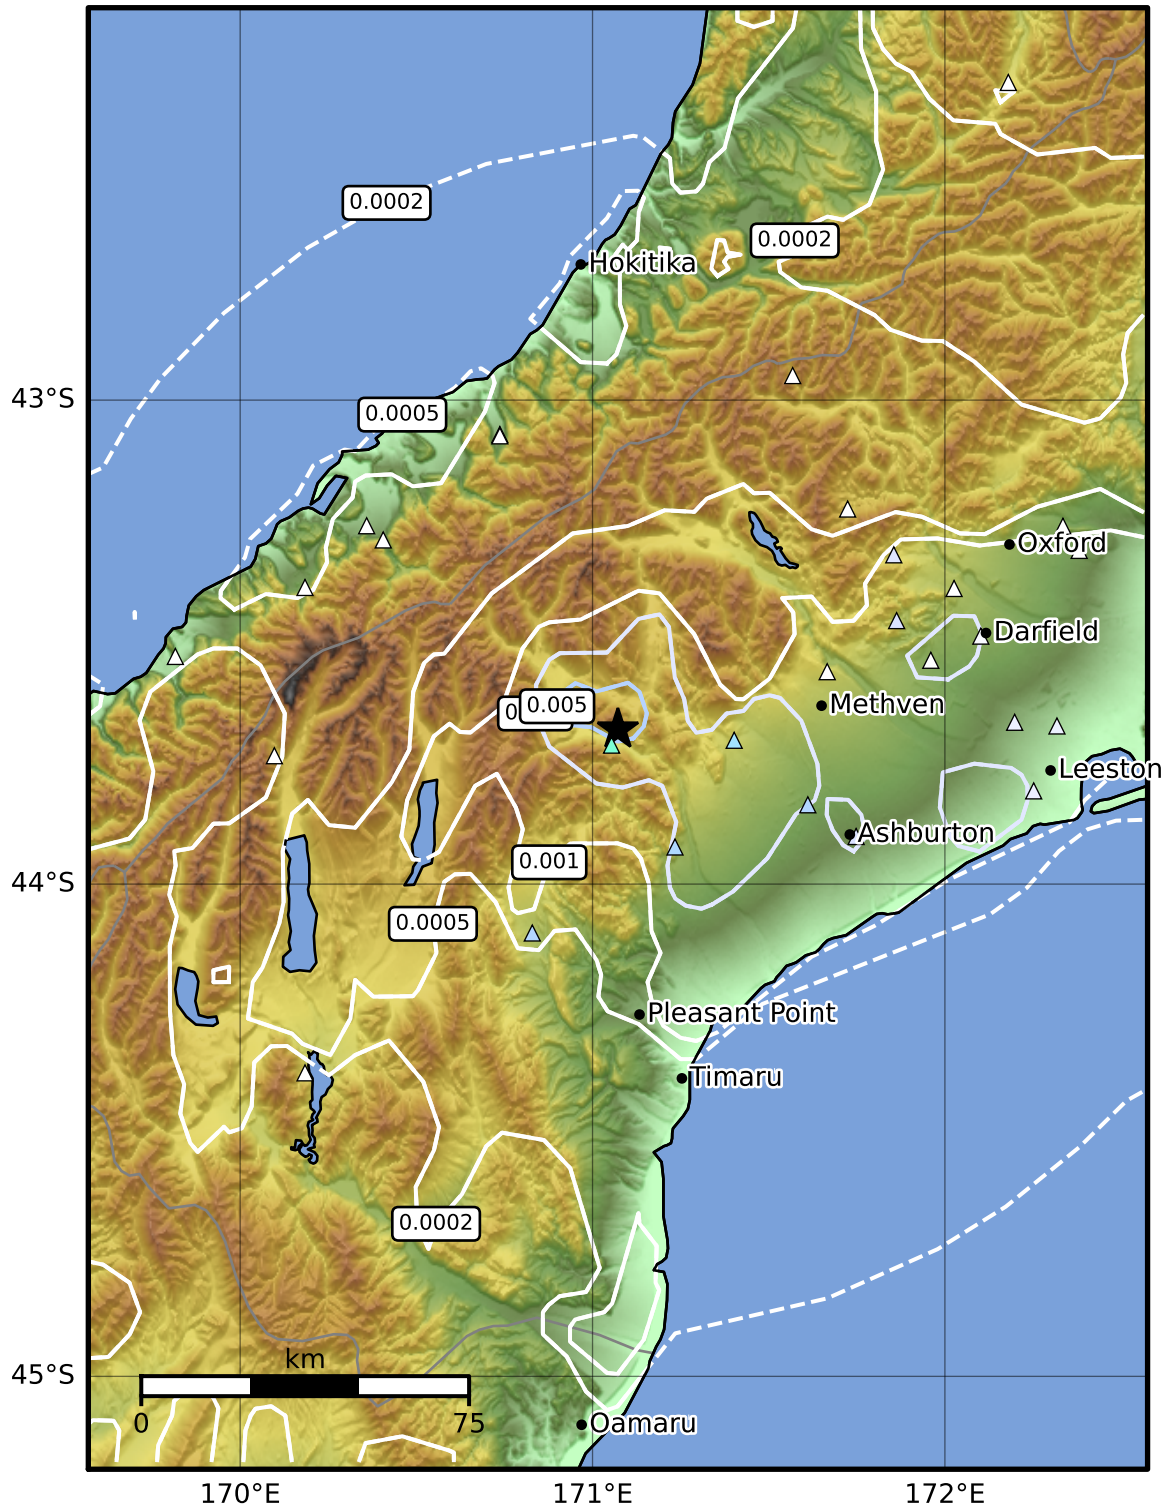 0.0002
0.0002
Hokitika
43°S
0.0005
Oxford
Darfield
0
0.005
Methven
Leeston
Ashburton
0.001
44°S
0.0005
Pleasant Point
Timaru
0.0002
km
45°S
0
75
Oamaru
170°E
171°E
172°E